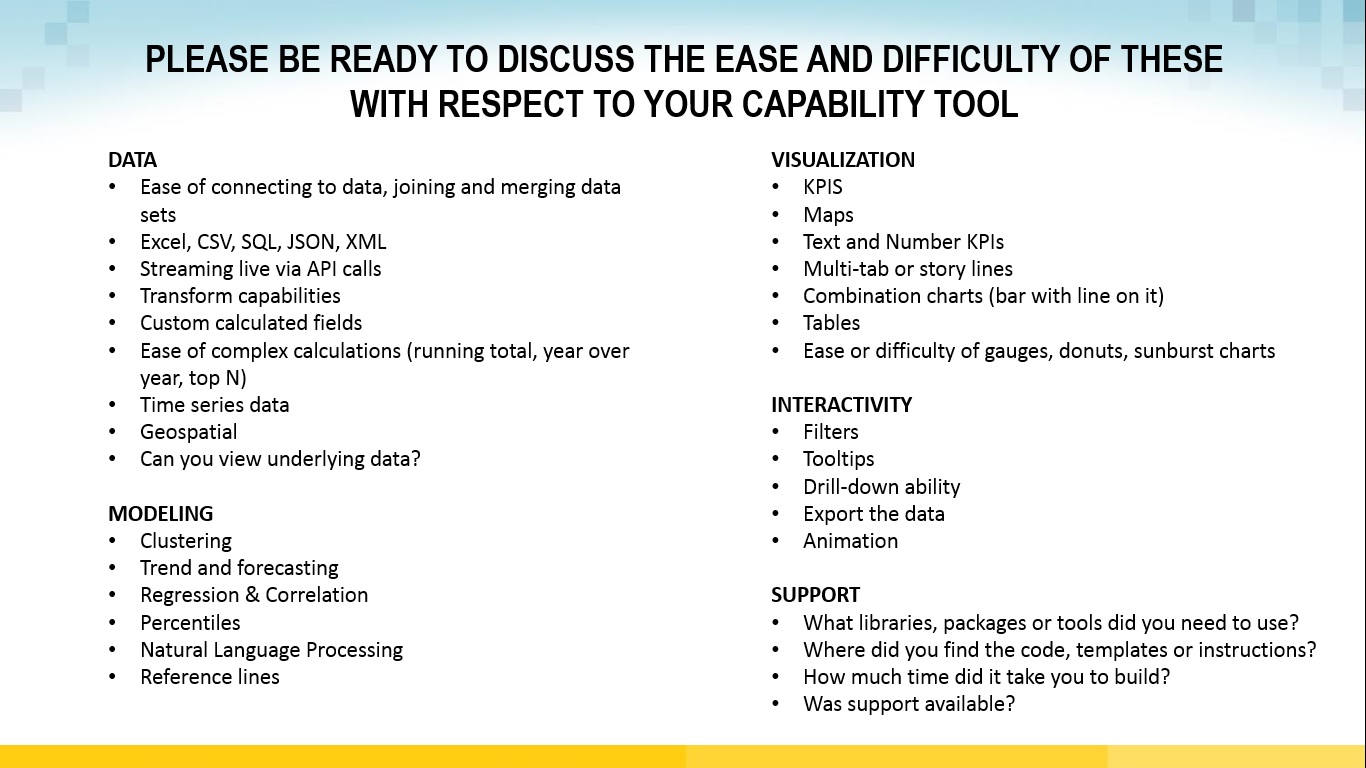 PLEASE BE READY TO DISCUSS THE EASE AND DIFFICULTY OF THESE
WITH RESPECT TO YOUR CAPABILITY TOOL
DATA
• Ease of connecting to data, joining and merging data
sets
• Excel, CSV, SQL, JSON, XML
• Streaming live via API calls
• Transform capabilities
• Custom calculated fields
• Ease of complex calculations (running total, year over
year, top N)
• Time series data
• Geospatial
• Can you view underlying data?
MODELING
• Clustering
• Trend and forecasting
• Regression & Correlation
• Percentiles
• Natural Language Processing
• Reference lines
VISUALIZATION
• KPIS
• Maps
• Text and Number KPIs
• Multi-tab or story lines
• Combination charts (bar with line on it)
• Tables
• Ease or difficulty of gauges, donuts, sunburst charts
INTERACTIVITY
• Filters
• Tooltips
• Drill-down ability
• Export the data
• Animation
SUPPORT
• What libraries, packages or tools did you need to use?
• Where did you find the code, templates or instructions?
• How much time did it take you to build?
• Was support available?